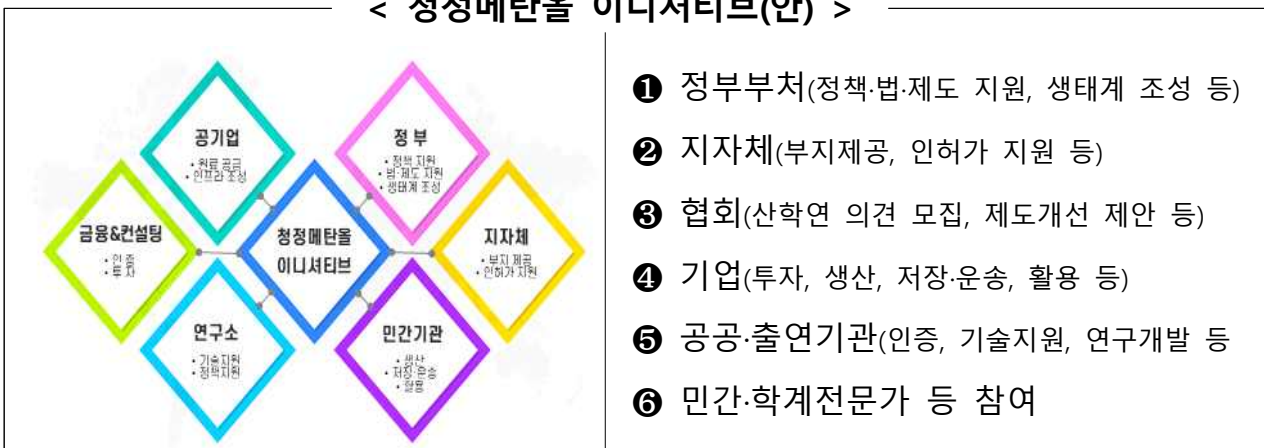 < 청정메탄올 이니셔티브(안) >
공기업
• 원료 공급
• 인프라 조성
정 부
• 정책 지원
• 법·제도 지원
• 생태계 조성
금융&컨설팅
• 인 증
• 투 자
청정메탄올
이니셔티브
지자체
• 부지 제공
• 인허가 지원
연구소
• 기술지원
• 정책지원
민간기관
• 생산
• 저장·운송
• 활용
❶ 정부부처(정책·법·제도 지원, 생태계 조성 등)
❷ 지자체(부지제공, 인허가 지원 등)
❸ 협회(산학연 의견 모집, 제도개선 제안 등)
❹ 기업(투자, 생산, 저장·운송, 활용 등)
❺ 공공·출연기관(인증, 기술지원, 연구개발 등
❻ 민간·학계전문가 등 참여